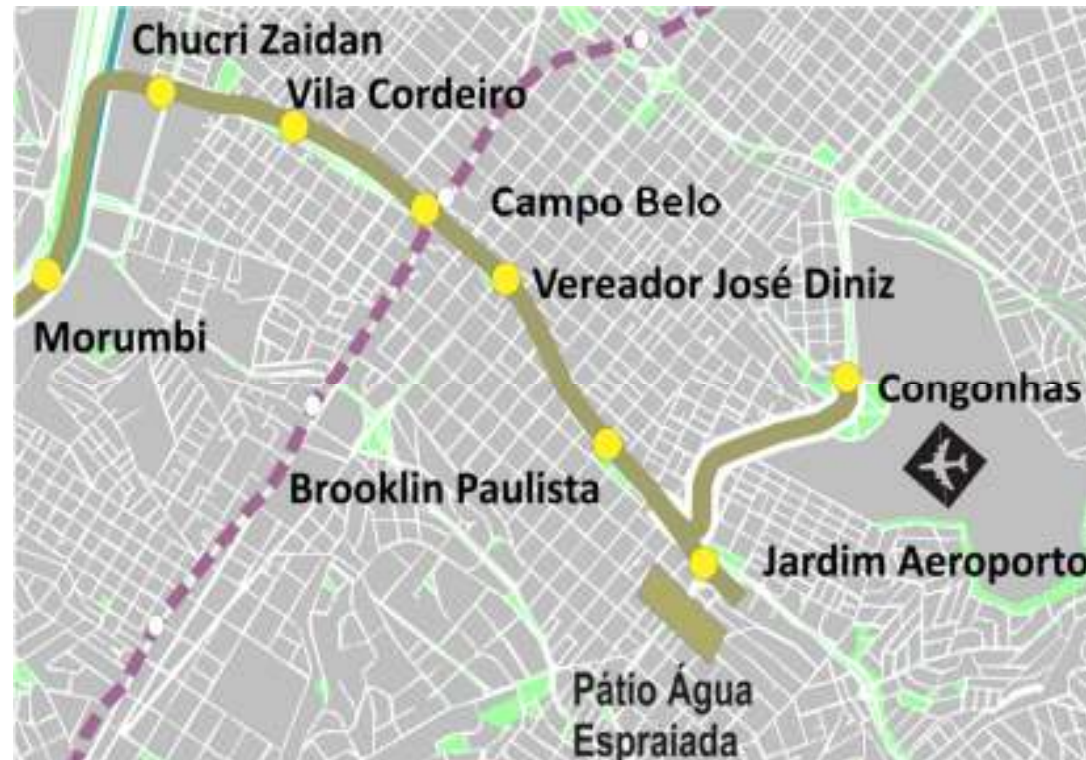 Chucri Zaidan
Vila Cordeiro
Campo Belo
Vereador José Diniz
Morumbi
Congonhas
Brooklin Paulista
Jardim Aeroporto
Pátio Água
Espraiada